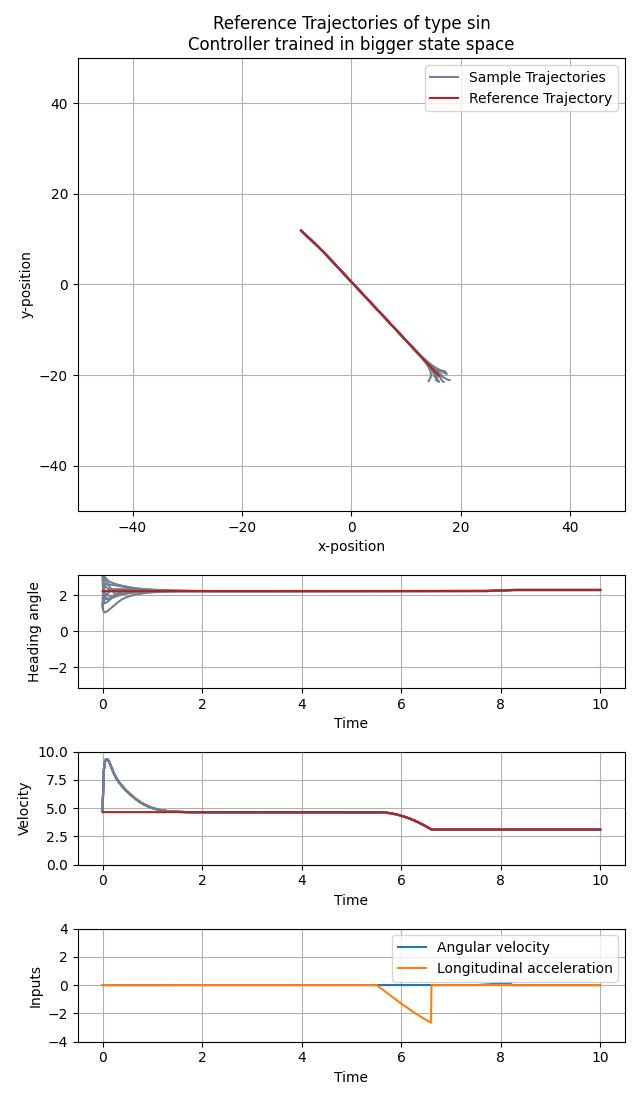 Reference Trajectories of type sin
Controller trained in bigger state space
Sample Trajectories
Reference Trajectory
40
20
0
−20
−40
y-position
−40 −20 0 20 40
x-position
2
0
−2
Heading angle
0 2 4 6 8 10
Time
10.0
7.5
5.0
2.5
0.0
Velocity
0 2 4 6 8 10
Time
Angular velocity
Longitudinal acceleration
4
2
0
−2
−4
Inputs
0 2 4 6 8 10
Time